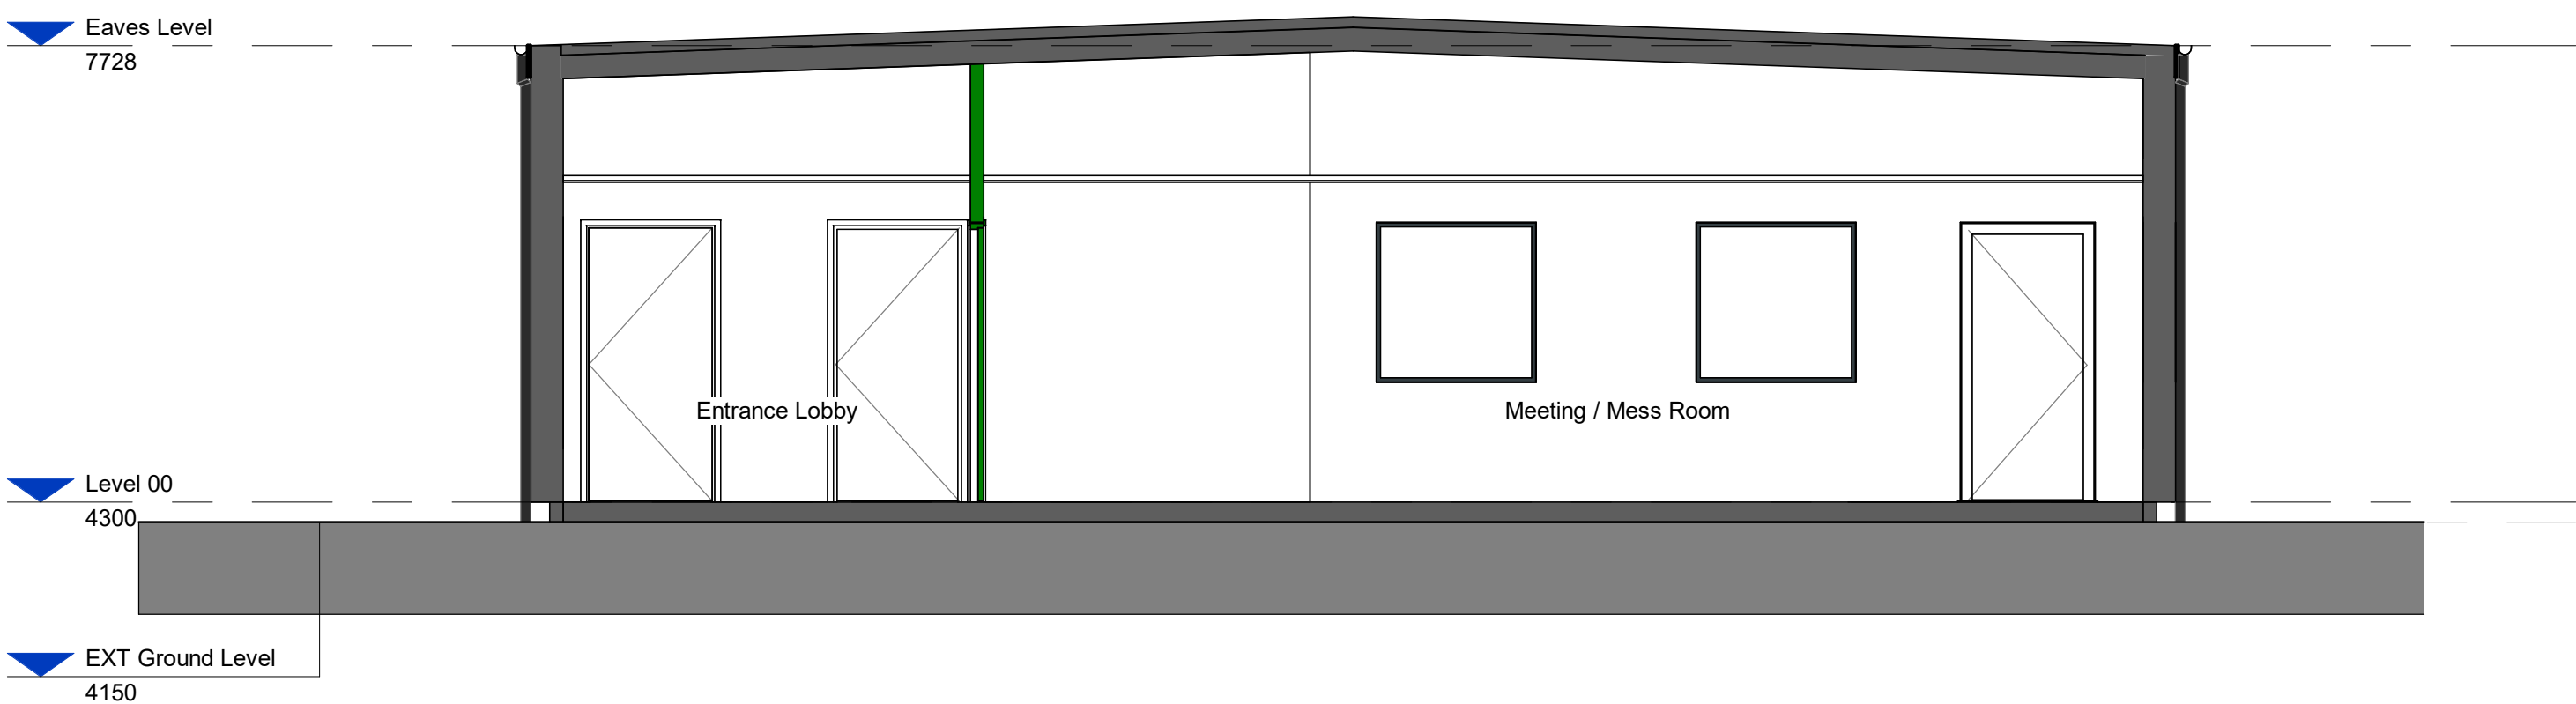 Eaves Level
7728
Entrance Lobby
Meeting / Mess Room
Level 00
4300
EXT Ground Level
4150